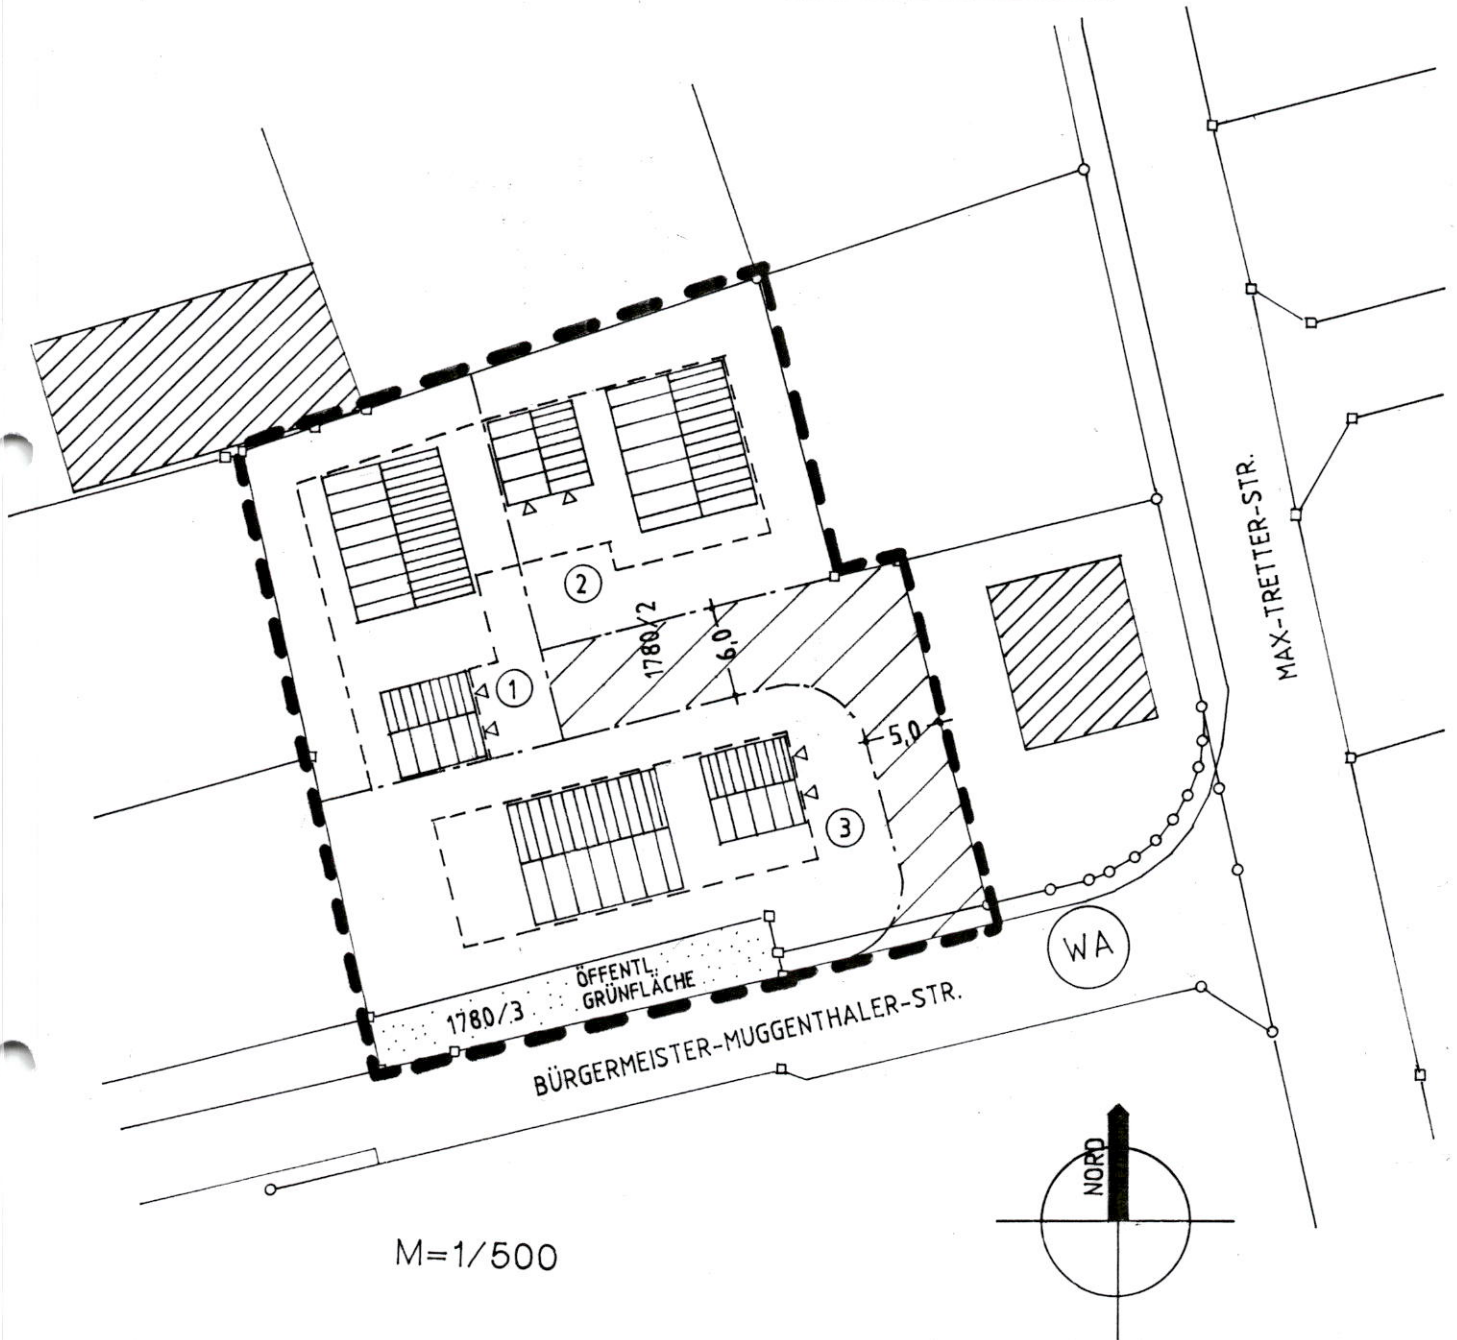 2
1780/2
6,0
1
MAX-TRETTER-STR.
5,0
3
ÖFFENTL.
GRÜNFLÄCHE
1780/3
WA
BÜRGERMEISTER-MUGGENTHALER-STR.
NORD
M=1/500